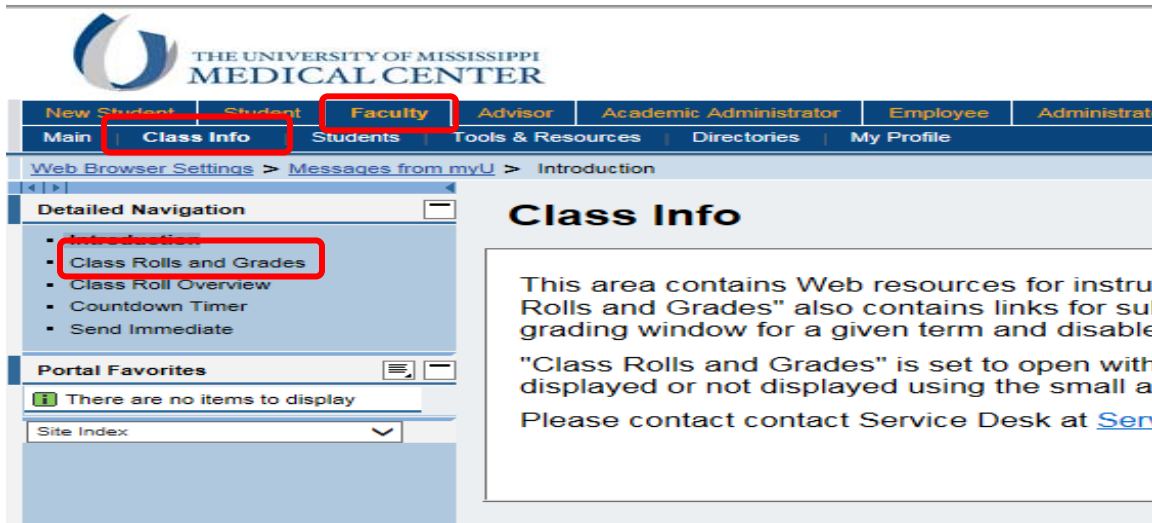 THE UNIVERSITY OF MISSISSIPPI
MEDICAL CENTER
New Student Student Faculty Advisor Academic Administrator Employee Administrat
Main Class Info Students Tools & Resources Directories My Profile
Web Browser Settings > Messages from myU > Introduction
Detailed Navigation
Introduction
Class Rolls and Grades
Class Roll Overview
Countdown Timer
Send Immediate
Portal Favorites
There are no items to display
Site Index
Class Info
This area contains Web resources for instru
Rolls and Grades" also contains links for su
grading window for a given term and disable
"Class Rolls and Grades" is set to open with
displayed or not displayed using the small a
Please contact contact Service Desk at Serv